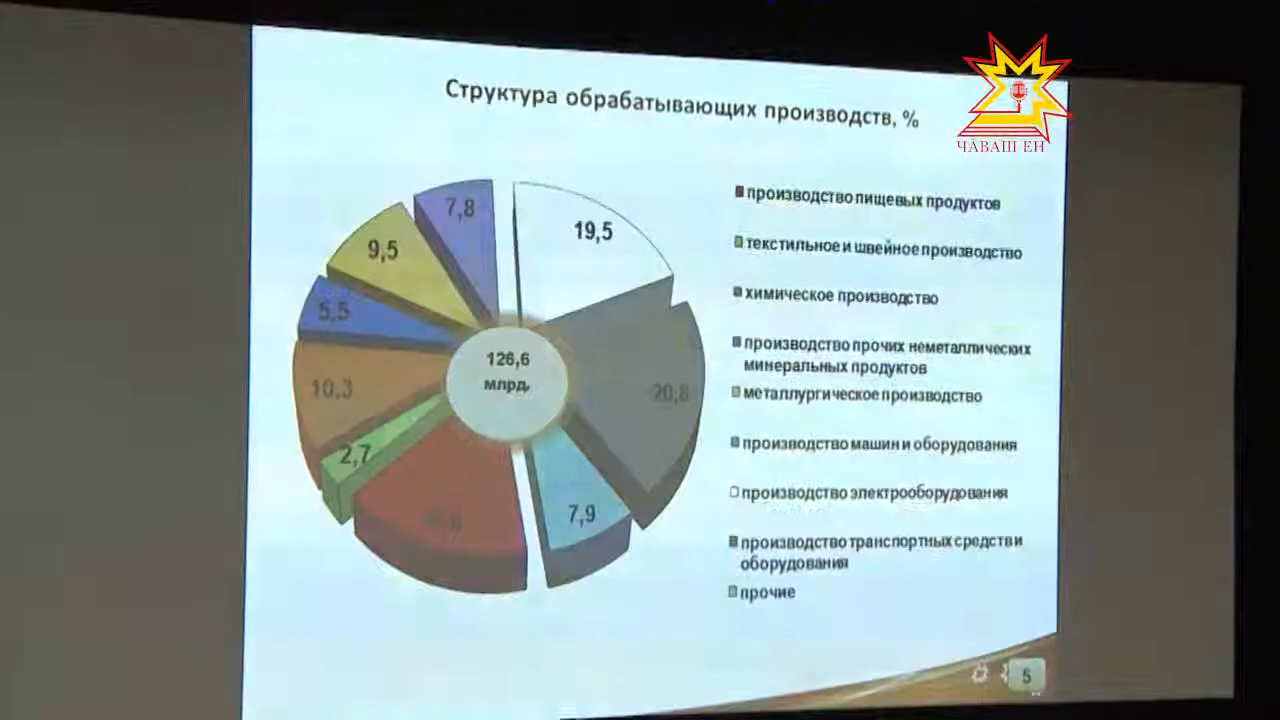 Структура обрабатывающих производств, %
ЧӐВАШ ЕН
7,8
19,5
9,5
5,5
126,6
млрд.
10,3
20,8
2,7
7,9
производство пищевых продуктов
текстильное и швейное производство
химическое производство
производство прочих неметаллических
минеральных продуктов
металлургическое производство
производство машин и оборудования
производство электрооборудования
производство транспортных средств и
оборудования
прочие
5